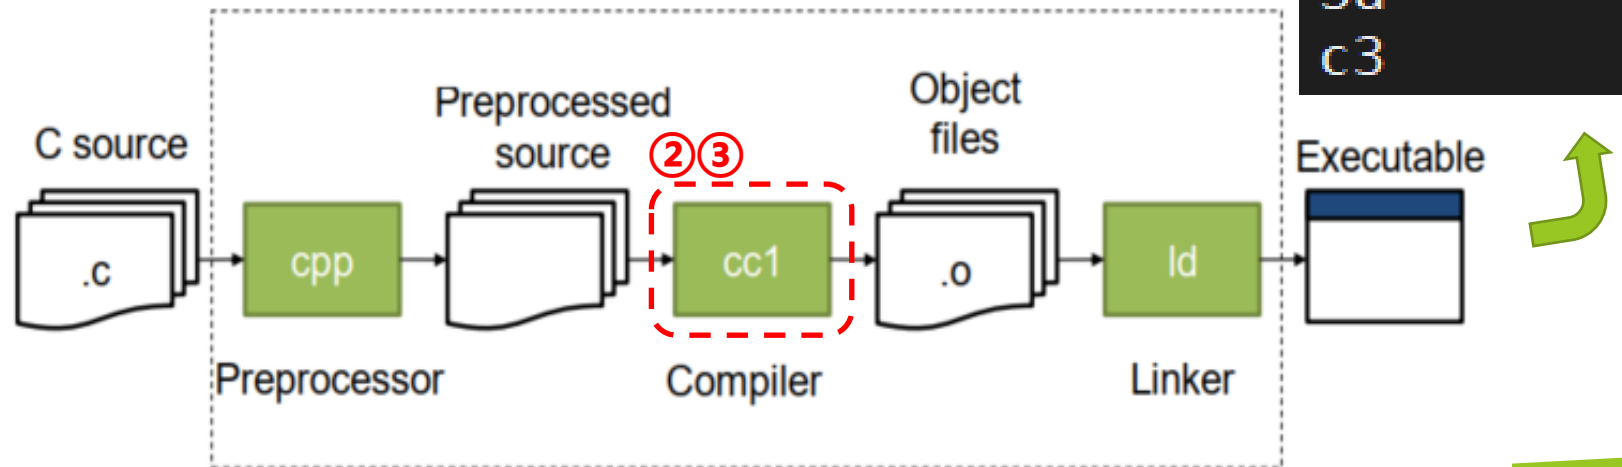 c3
C source
Preprocessed
source
Object
files
Executable
②③
.c
cpp
cc1
.o
ld
Preprocessor
Compiler
Linker